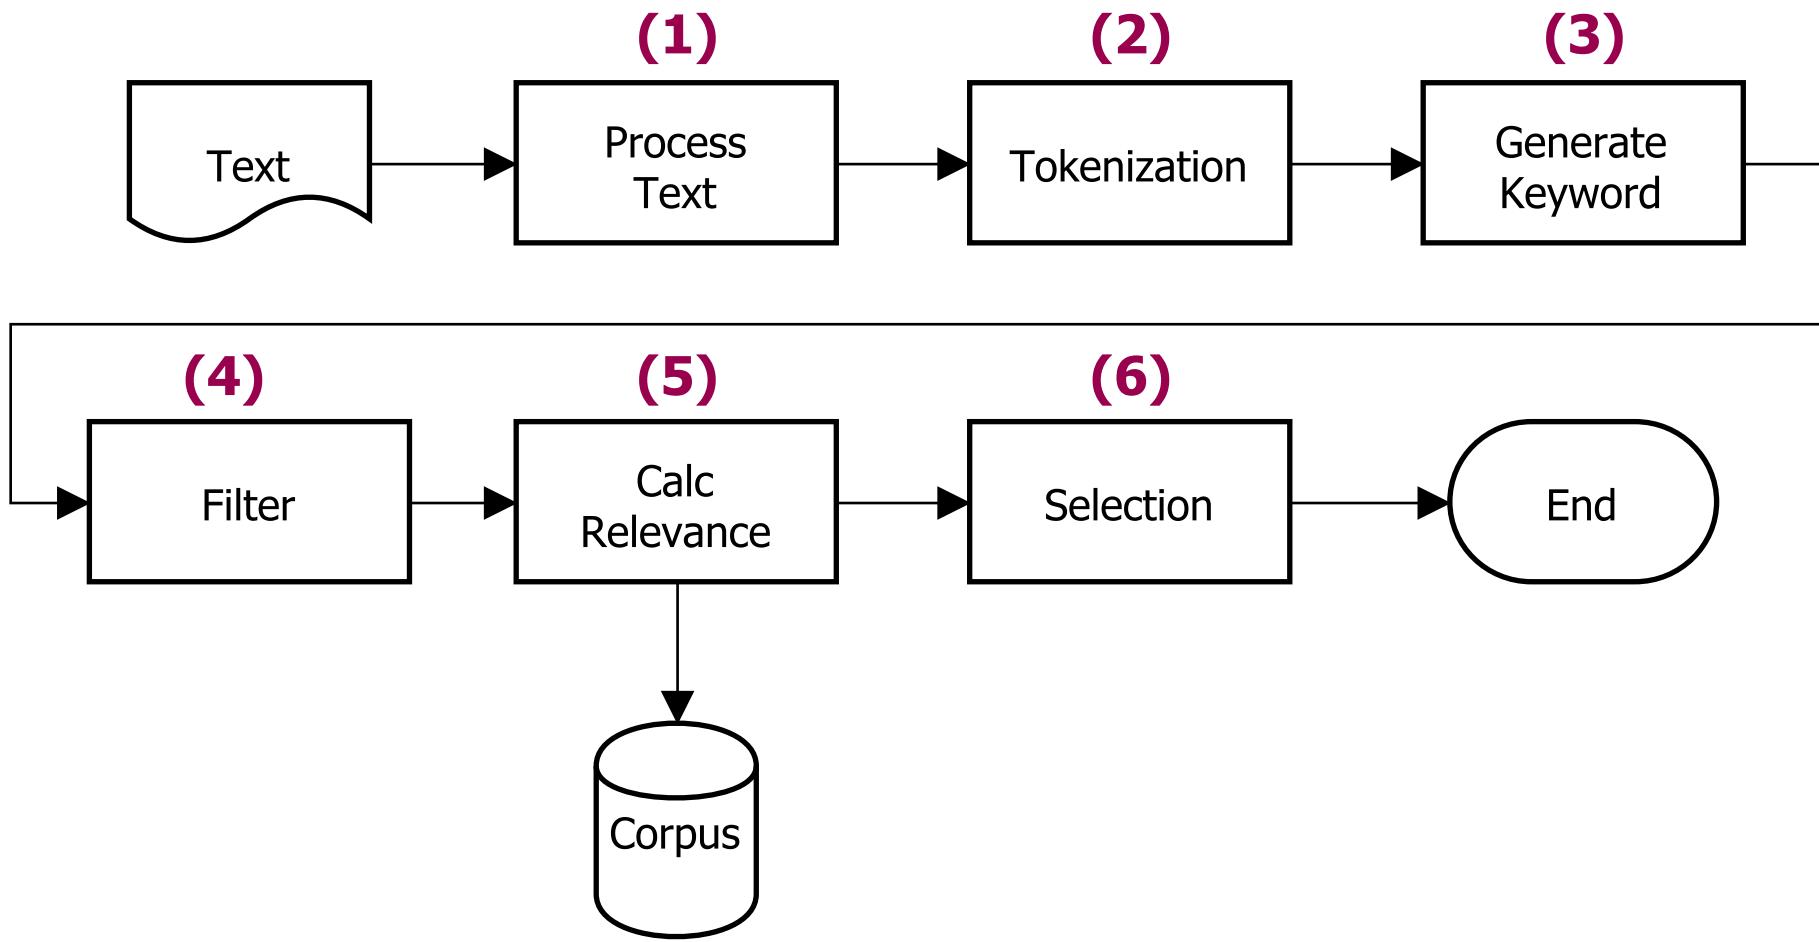 (1)
(2)
(3)
Text
Process
Text
Tokenization
Generate
Keyword
(4)
(5)
(6)
Filter
Calc
Relevance
Selection
End
Corpus